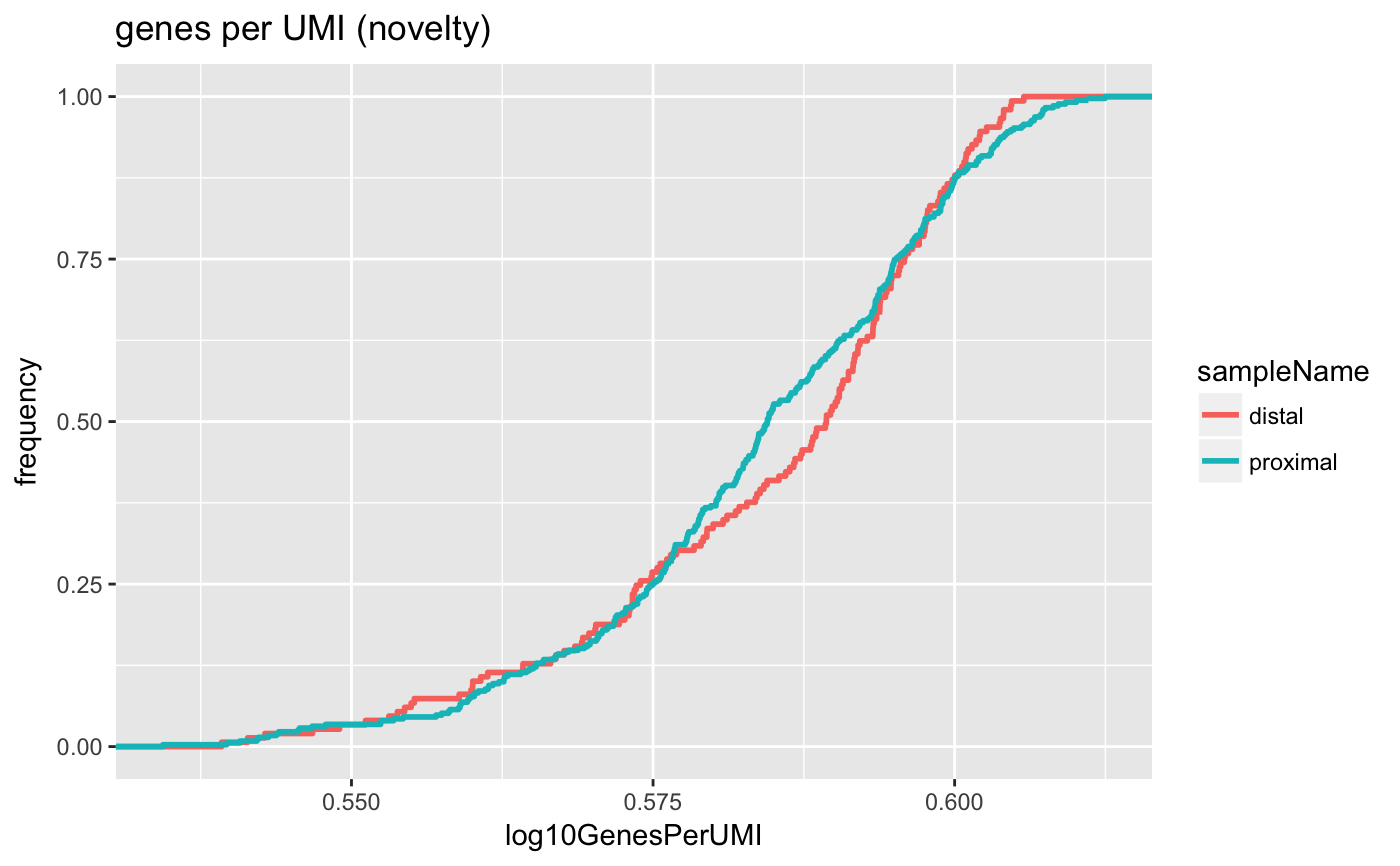 genes per UMI (novelty)
1.00
0.75
0.50
0.25
0.00
frequency
0.550 0.575 0.600
log10GenesPerUMI
sampleName
distal
proximal